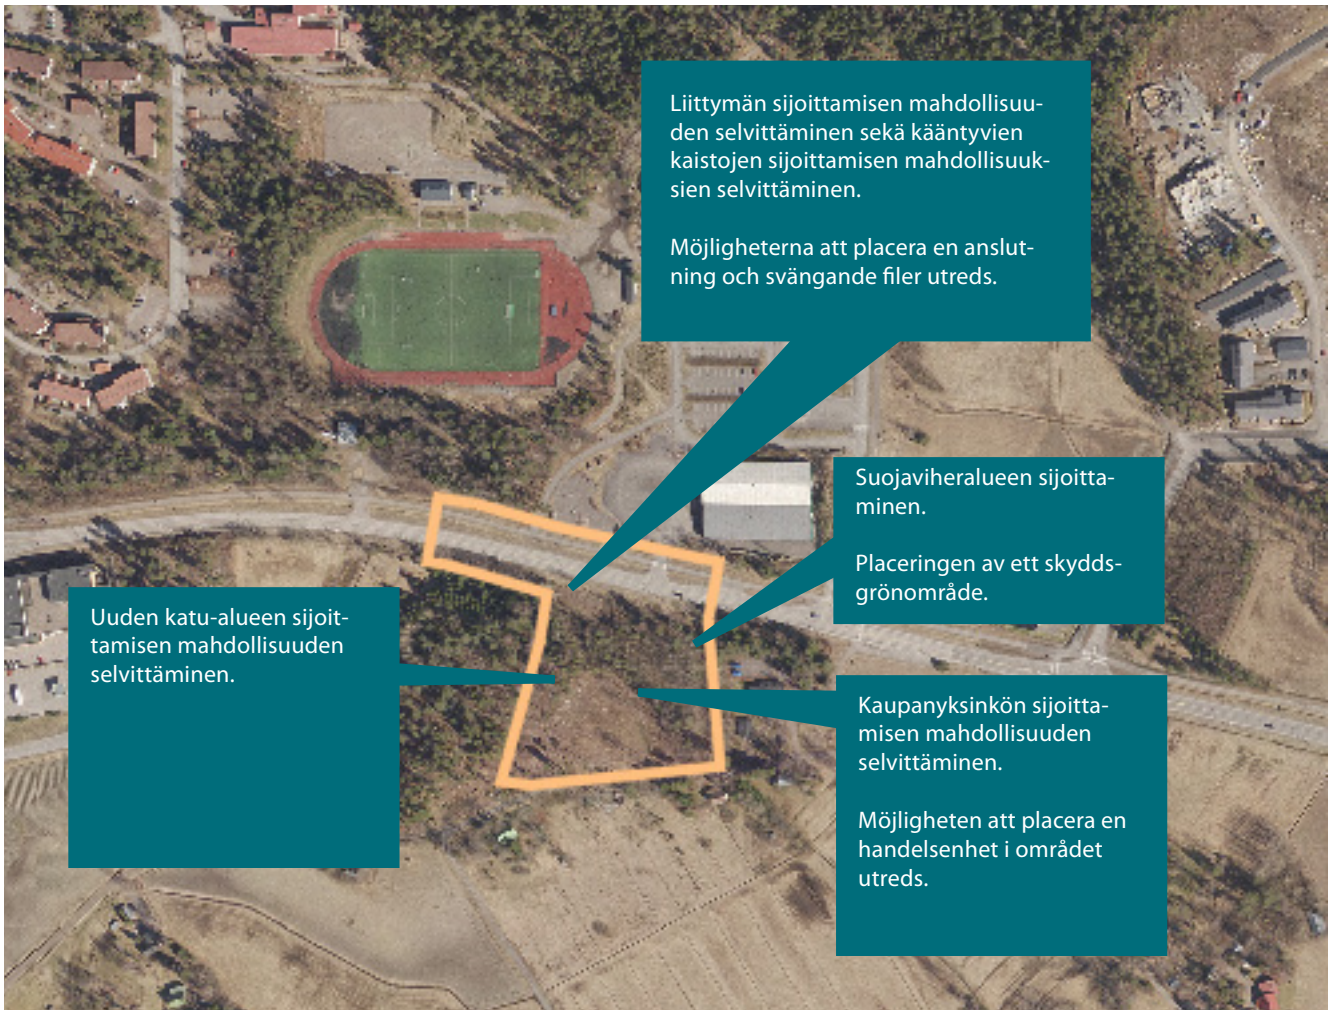 Liittymän sijoittamisen mahdollisuu-
den selvittäminen sekä kääntyvien
kaistojen sijoittamisen mahdollisuuk-
sien selvittäminen.
Möjligheterna att placera en anslut-
ning och svängande filer utreds.
Suojaviheralueen sijoitta-
minen.
Placeringen av ett skydds-
grönområde.
Uuden katu-alueen sijoit-
tamisen mahdollisuuden
selvittäminen.
Kaupanyksinkön sijoitta-
misen mahdollisuuden
selvittäminen.
Möjligheten att placera en
handelsenhet i området
utreds.